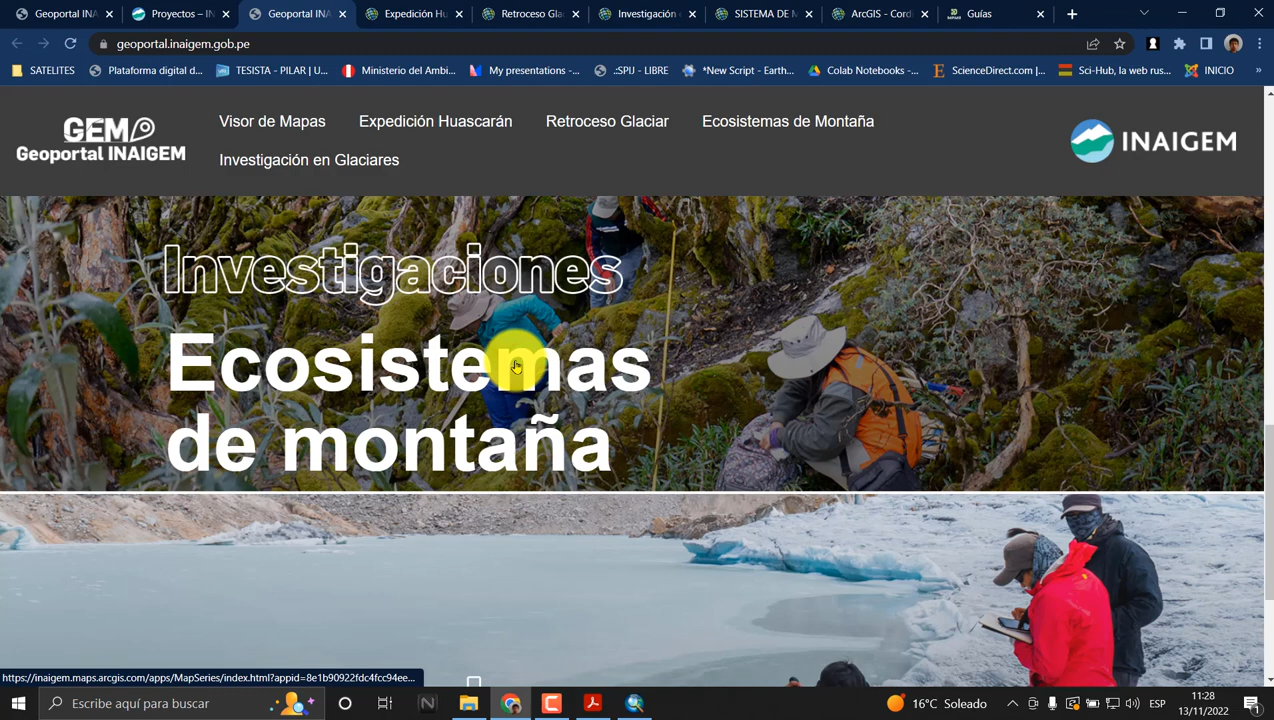 Geoportal INA
Proyectos – IN
Geoportal INA
Expedición Hu
Retroceso Gla
Investigación e
SISTEMA DE M
ArcGIS - Cord
Guías
geoportal.inaigem.gob.pe
SATELITES
Plataforma digital d...
TESISTA - PILAR | U...
Ministerio del Ambi...
My presentations -...
.:SPIJ - LIBRE
*New Script - Earth...
Colab Notebooks -...
ScienceDirect.com |...
Sci-Hub, la web rus...
INICIO
»
GEM
Geoportal INAIGEM
Visor de Mapas
Expedición Huascarán
Retroceso Glaciar
Ecosistemas de Montaña
Investigación en Glaciares
INAIGEM
Investigaciones
Ecosistemas
de montaña
https://inaigem.maps.arcgis.com/apps/MapSeries/index.html?appid=8e1b90922fdc4fcc94ee...
Escribe aquí para buscar
16°C Soleado
ESP
11:28
13/11/2022
1